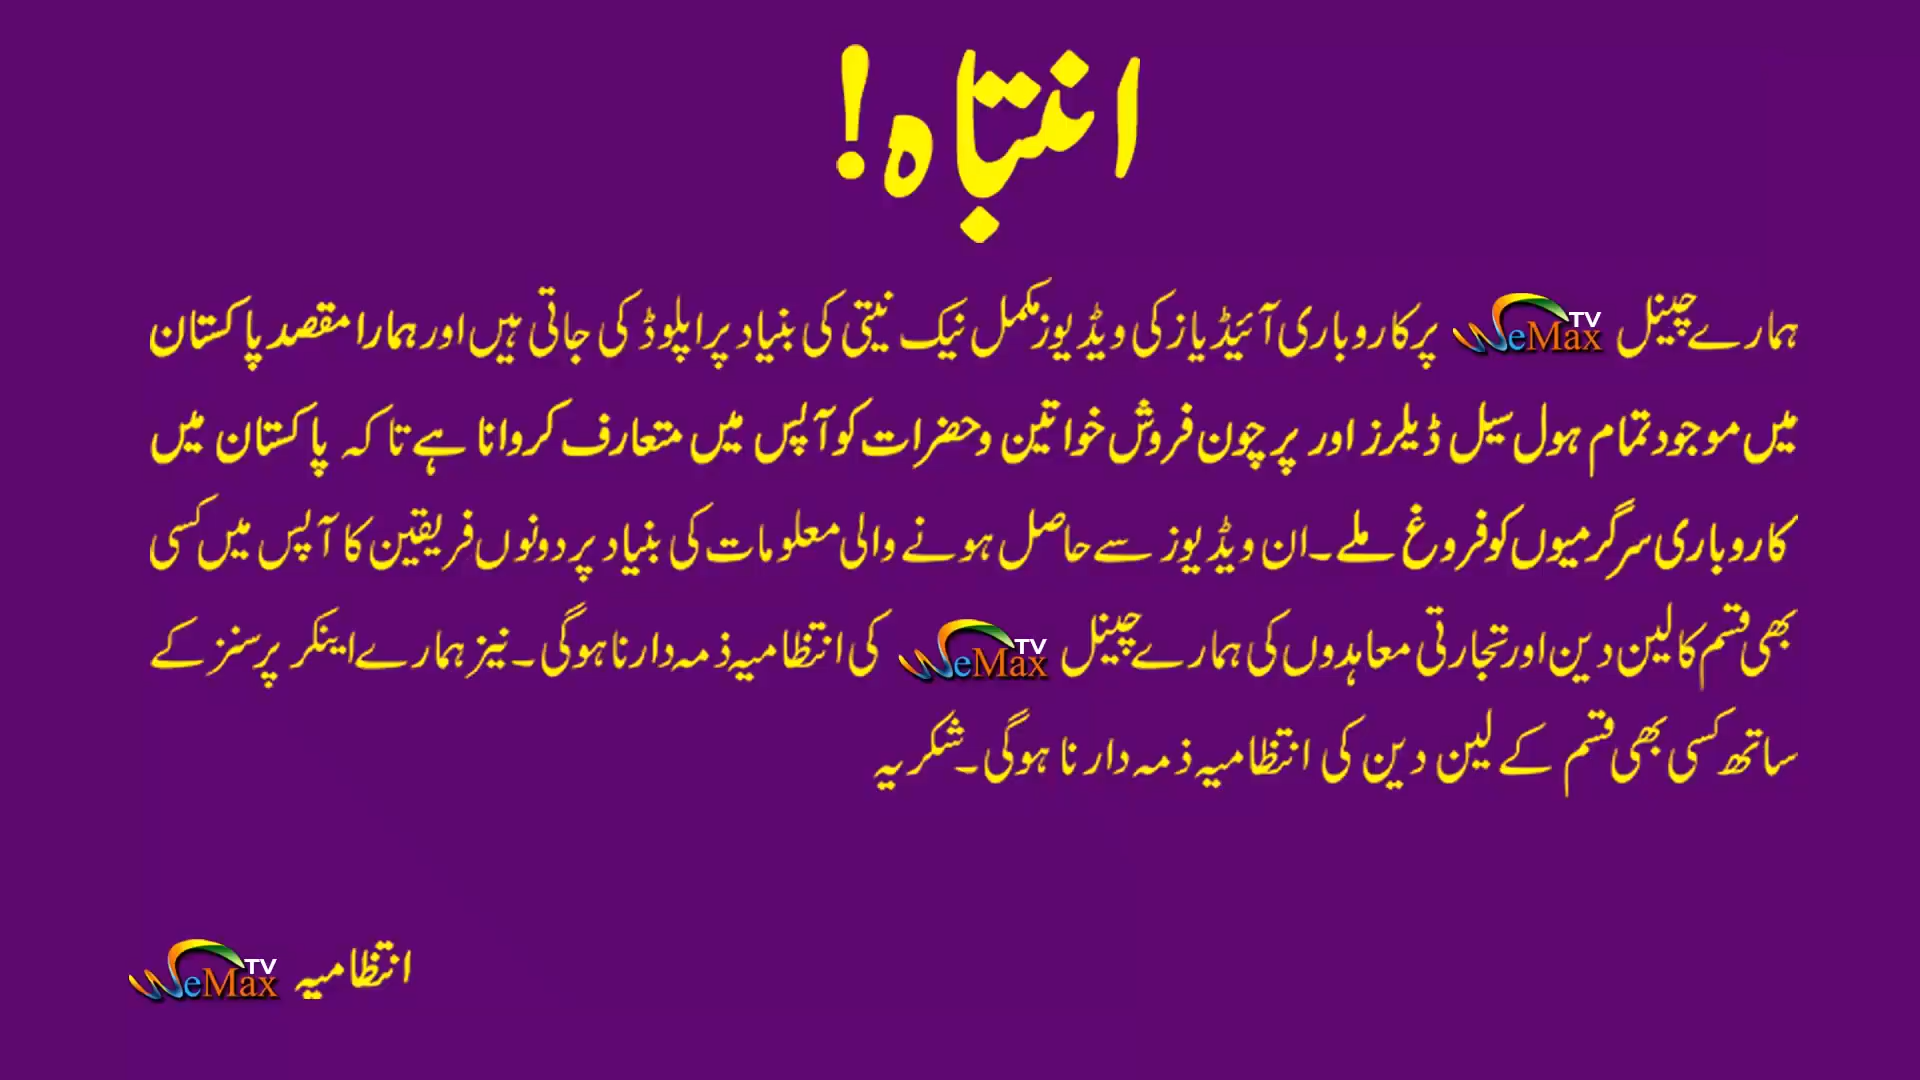 انتباہ!
ہمارے چینل WeMax TV پر کاروباری آئیڈیاز کی ویڈیوز مکمل نیک نیتی کی بنیاد پر اپلوڈ کی جاتی ہیں اور ہمارا مقصد پاکستان
میں موجود تمام ہول سیل ڈیلرز اور پرچون فروش خواتین و حضرات کو آپس میں متعارف کروانا ہے تاکہ پاکستان میں
کاروباری سرگرمیوں کو فروغ ملے۔ ان ویڈیوز سے حاصل ہونے والی معلومات کی بنیاد پر دونوں فریقین کا آپس میں کسی
بھی قسم کا لین دین اور تجارتی معاہدوں کی ہمارے چینل WeMax TV کی انتظامیہ ذمہ دار نا ہوگی۔ نیز ہمارے اینکر پرسنز کے
ساتھ کسی بھی قسم کے لین دین کی انتظامیہ ذمہ دار نا ہوگی۔ شکریہ
انتظامیہ WeMax TV